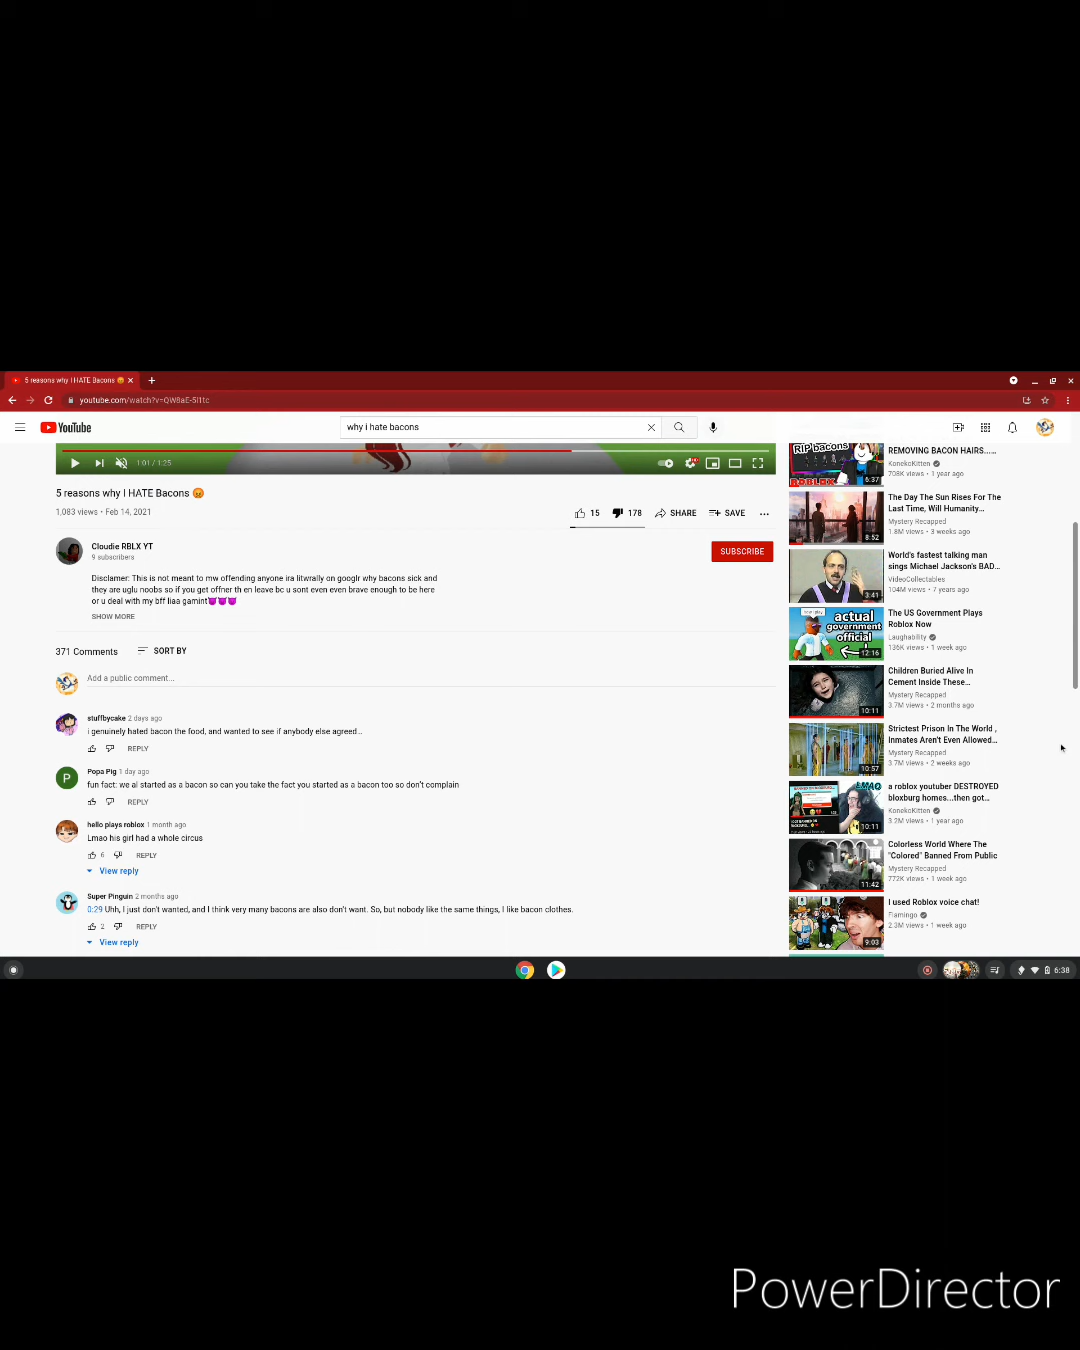 5 reasons why I HATE Bacons 😡
youtube.com/watch?v=QW8aE-5l1tc
YouTube
why i hate bacons
1:01 / 1:25
5 reasons why I HATE Bacons 😡
1,083 views • Feb 14, 2021
15
178
SHARE
SAVE
Cloudie RBLX YT
9 subscribers
SUBSCRIBE
Disclamer: This is not meant to mw offending anyone ira litwrally on googlr why bacons sick and
they are uglu noobs so if you get offner th en leave bc u sont even even brave enough to be here
or u deal with my bff liaa gamint😈😈😈
SHOW MORE
371 Comments
SORT BY
Add a public comment...
stuffbycake 2 days ago
i genuinely hated bacon the food, and wanted to see if anybody else agreed...
REPLY
P
Popa Pig 1 day ago
fun fact: we al started as a bacon so can you take the fact you started as a bacon too so don't complain
REPLY
hello plays roblox 1 month ago
Lmao his girl had a whole circus
6 REPLY
View reply
Super Pinguin 2 months ago
0:29 Uhh, I just don't wanted, and I think very many bacons are also don't want. So, but nobody like the same things, I like bacon clothes.
2 REPLY
View reply
RIP bacons
ROBLOX
6:37
REMOVING BACON HAIRS......
KonekoKitten
708K views • 1 year ago
8:52
The Day The Sun Rises For The
Last Time, Will Humanity...
Mystery Recapped
1.8M views • 3 weeks ago
3:41
World's fastest talking man
sings Michael Jackson's BAD...
VideoCollectables
104M views • 7 years ago
actual
government
official
12:16
The US Government Plays
Roblox Now
Laughability
136K views • 1 week ago
10:11
Children Buried Alive In
Cement Inside These...
Mystery Recapped
3.7M views • 2 months ago
10:57
Strictest Prison In The World ,
Inmates Aren't Even Allowed...
Mystery Recapped
3.7M views • 2 weeks ago
LMAO
10:11
a roblox youtuber DESTROYED
bloxburg homes...then got...
KonekoKitten
3.2M views • 1 year ago
11:42
Colorless World Where The
"Colored" Banned From Public
Mystery Recapped
772K views • 1 week ago
9:03
I used Roblox voice chat!
Flamingo
2.3M views • 1 week ago
6:38
PowerDirector